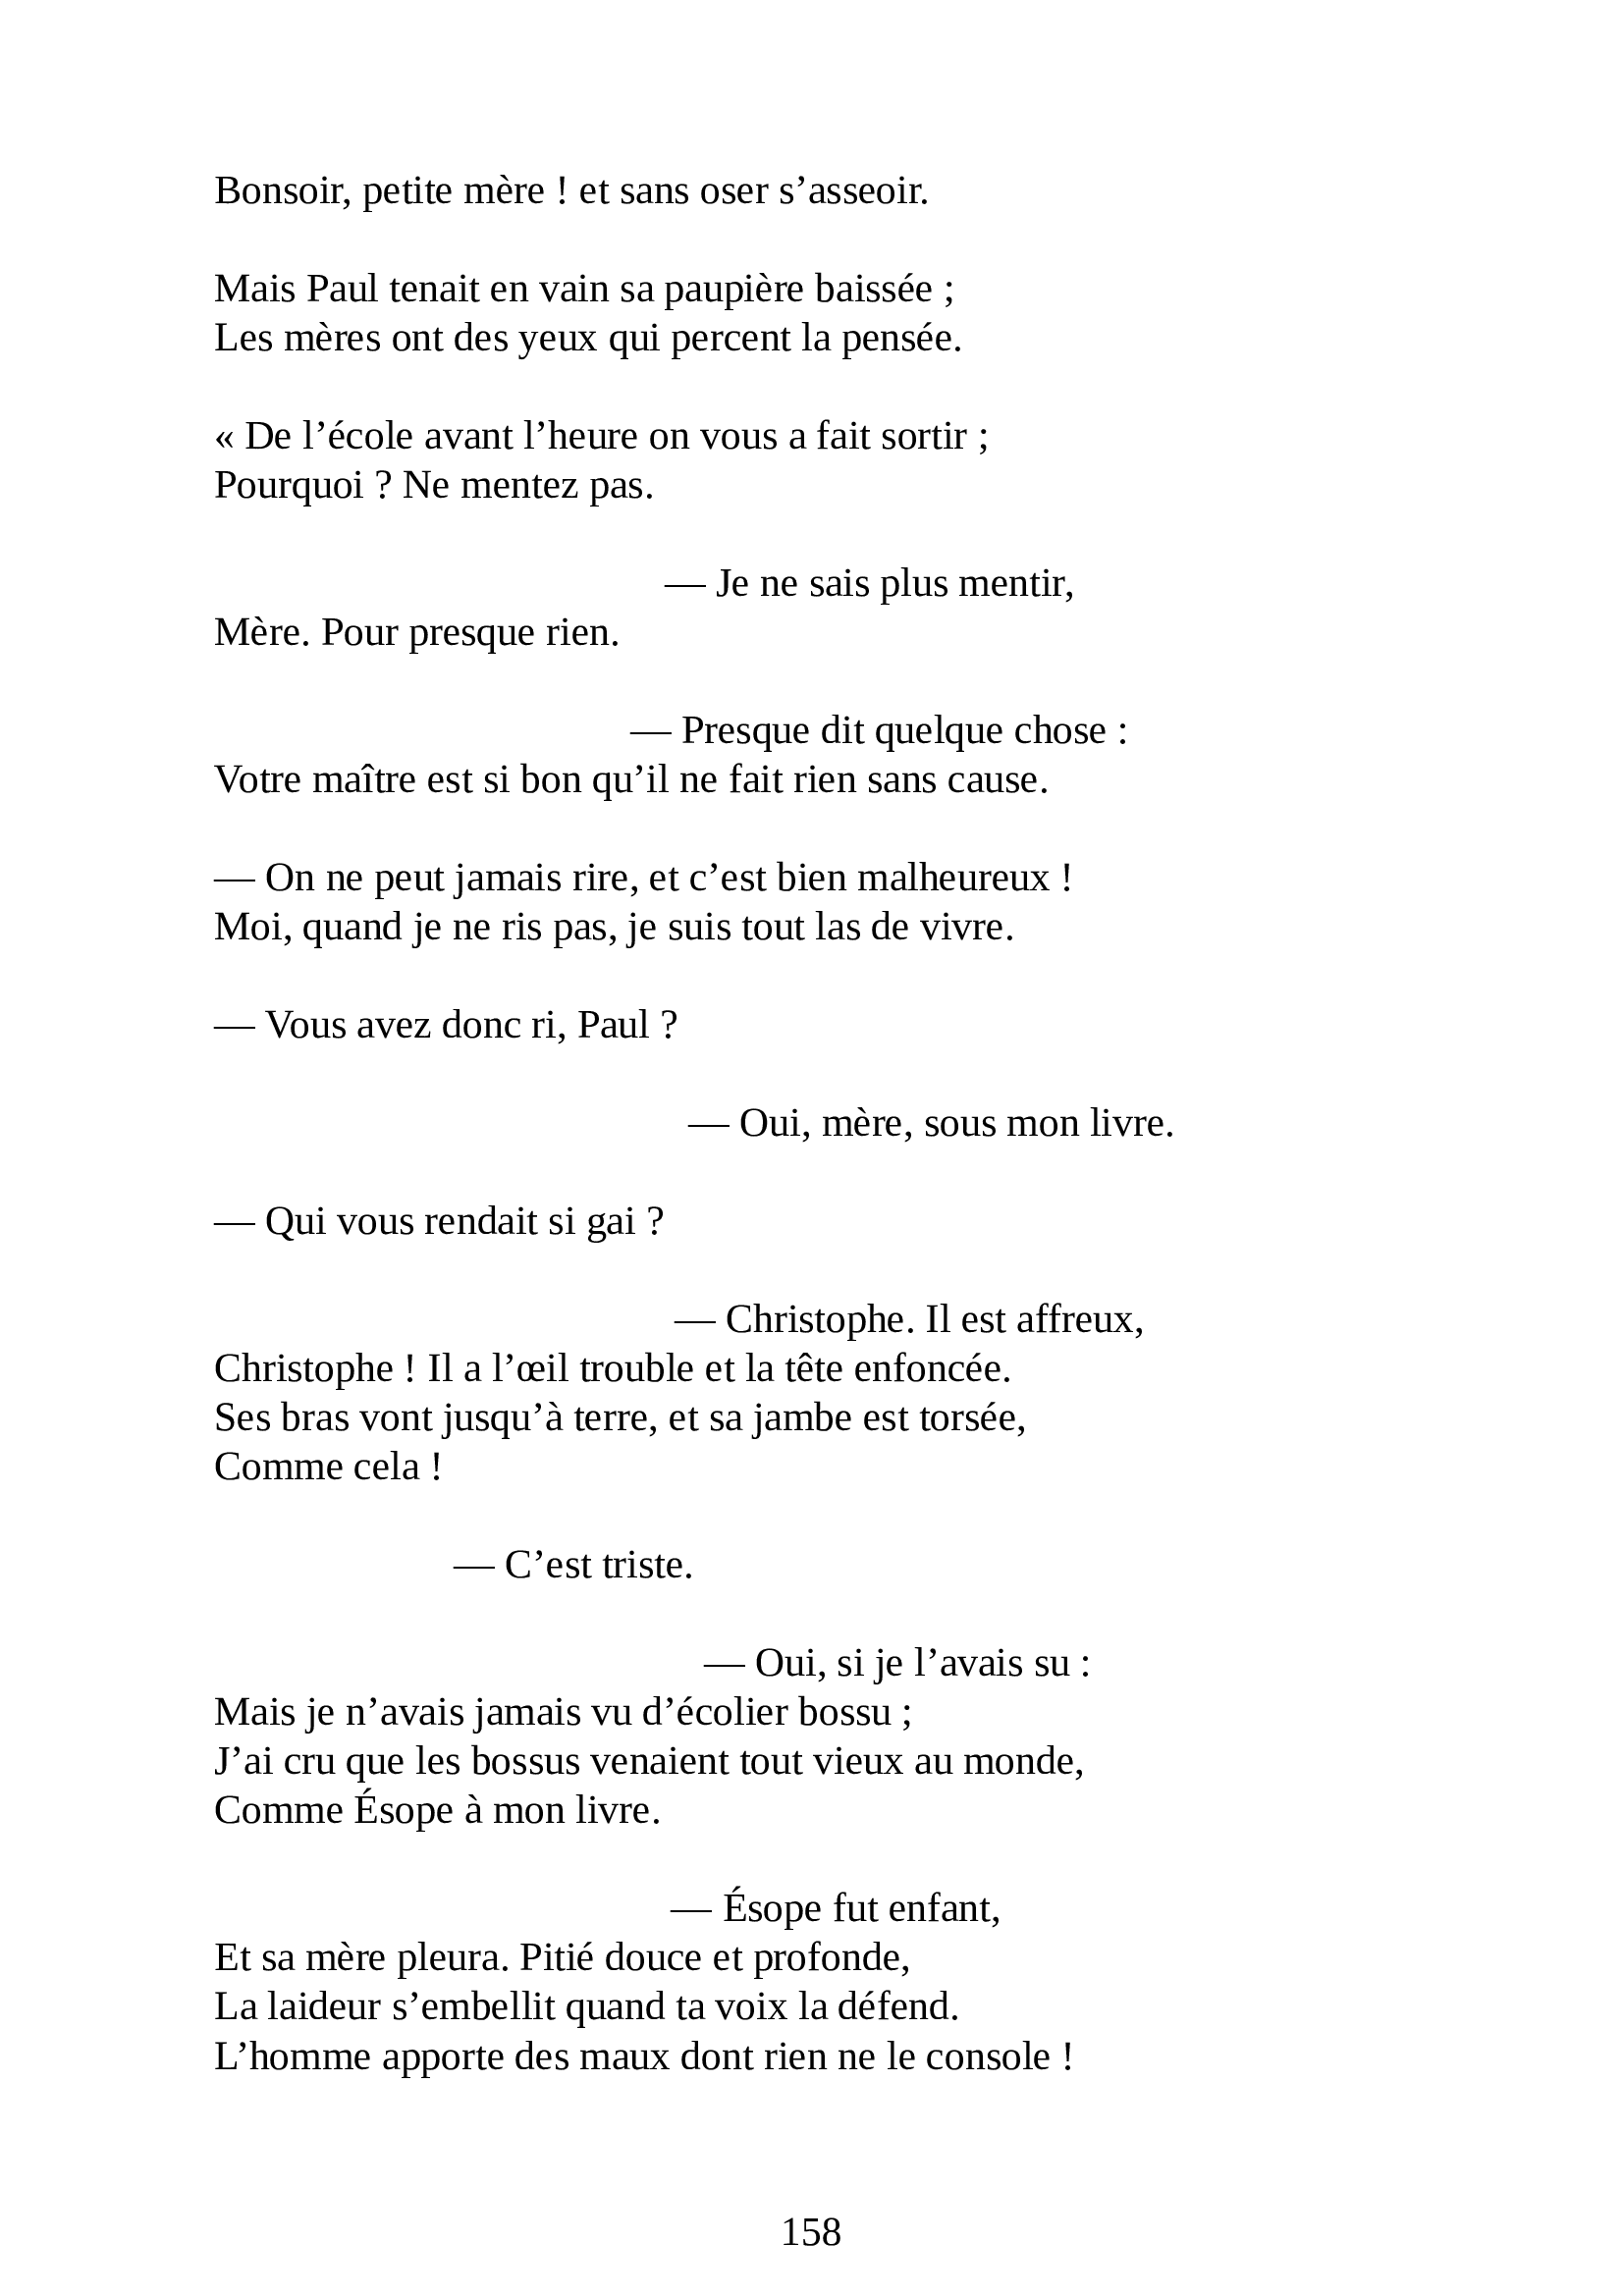 Bonsoir, petite mère ! et sans oser s’asseoir.
Mais Paul tenait en vain sa paupière baissée ;
Les mères ont des yeux qui percent la pensée.
« De l’école avant l’heure on vous a fait sortir ;
Pourquoi ? Ne mentez pas.
— Je ne sais plus mentir,
Mère. Pour presque rien.
— Presque dit quelque chose :
Votre maître est si bon qu’il ne fait rien sans cause.
— On ne peut jamais rire, et c’est bien malheureux !
Moi, quand je ne ris pas, je suis tout las de vivre.
— Vous avez donc ri, Paul ?
— Oui, mère, sous mon livre.
— Qui vous rendait si gai ?
— Christophe. Il est affreux,
Christophe ! Il a l’œil trouble et la tête enfoncée.
Ses bras vont jusqu’à terre, et sa jambe est torsée,
Comme cela !
— C’est triste.
— Oui, si je l’avais su :
Mais je n’avais jamais vu d’écolier bossu ;
J’ai cru que les bossus venaient tout vieux au monde,
Comme Ésope à mon livre.
— Ésope fut enfant,
Et sa mère pleura. Pitié douce et profonde,
La laideur s’embellit quand ta voix la défend.
L’homme apporte des maux dont rien ne le console !
158